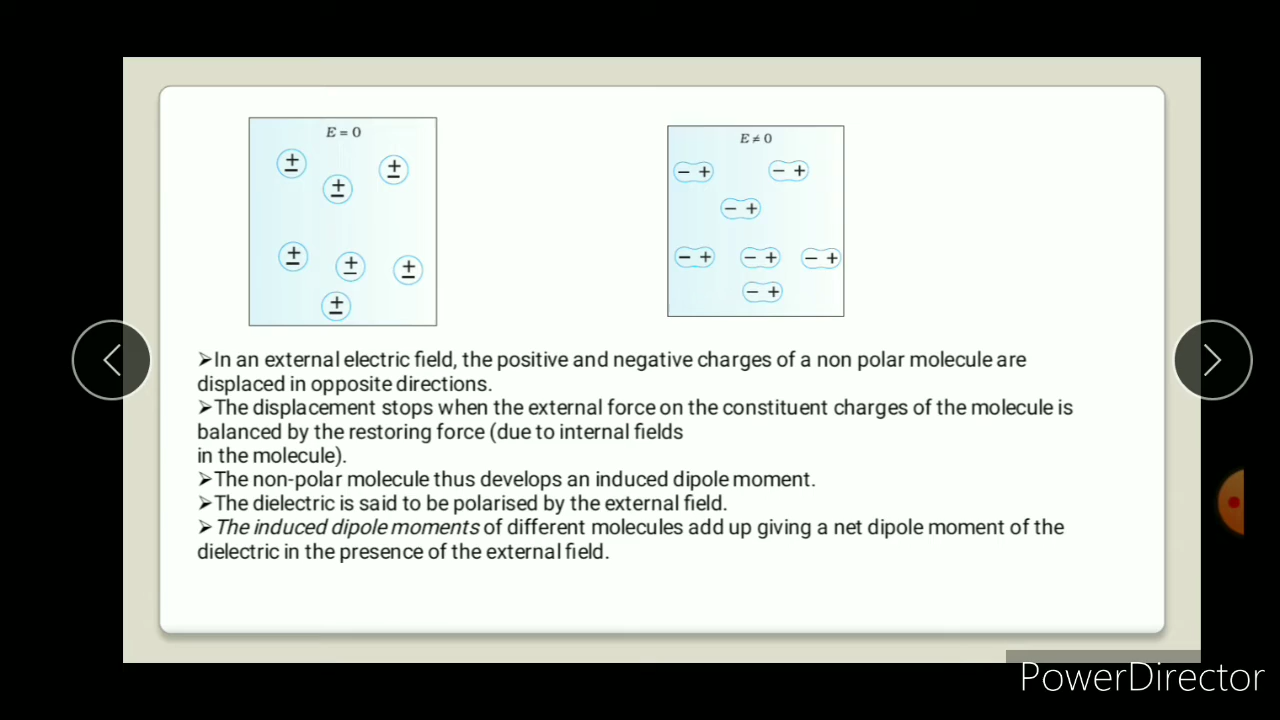 E = 0
E ≠ 0
±
±
±
±
±
±
±
− +
− +
− +
− +
− +
− +
− +
➢In an external electric field, the positive and negative charges of a non polar molecule are
displaced in opposite directions.
➢The displacement stops when the external force on the constituent charges of the molecule is
balanced by the restoring force (due to internal fields
in the molecule).
➢The non-polar molecule thus develops an induced dipole moment.
➢The dielectric is said to be polarised by the external field.
➢The induced dipole moments of different molecules add up giving a net dipole moment of the
dielectric in the presence of the external field.
PowerDirector